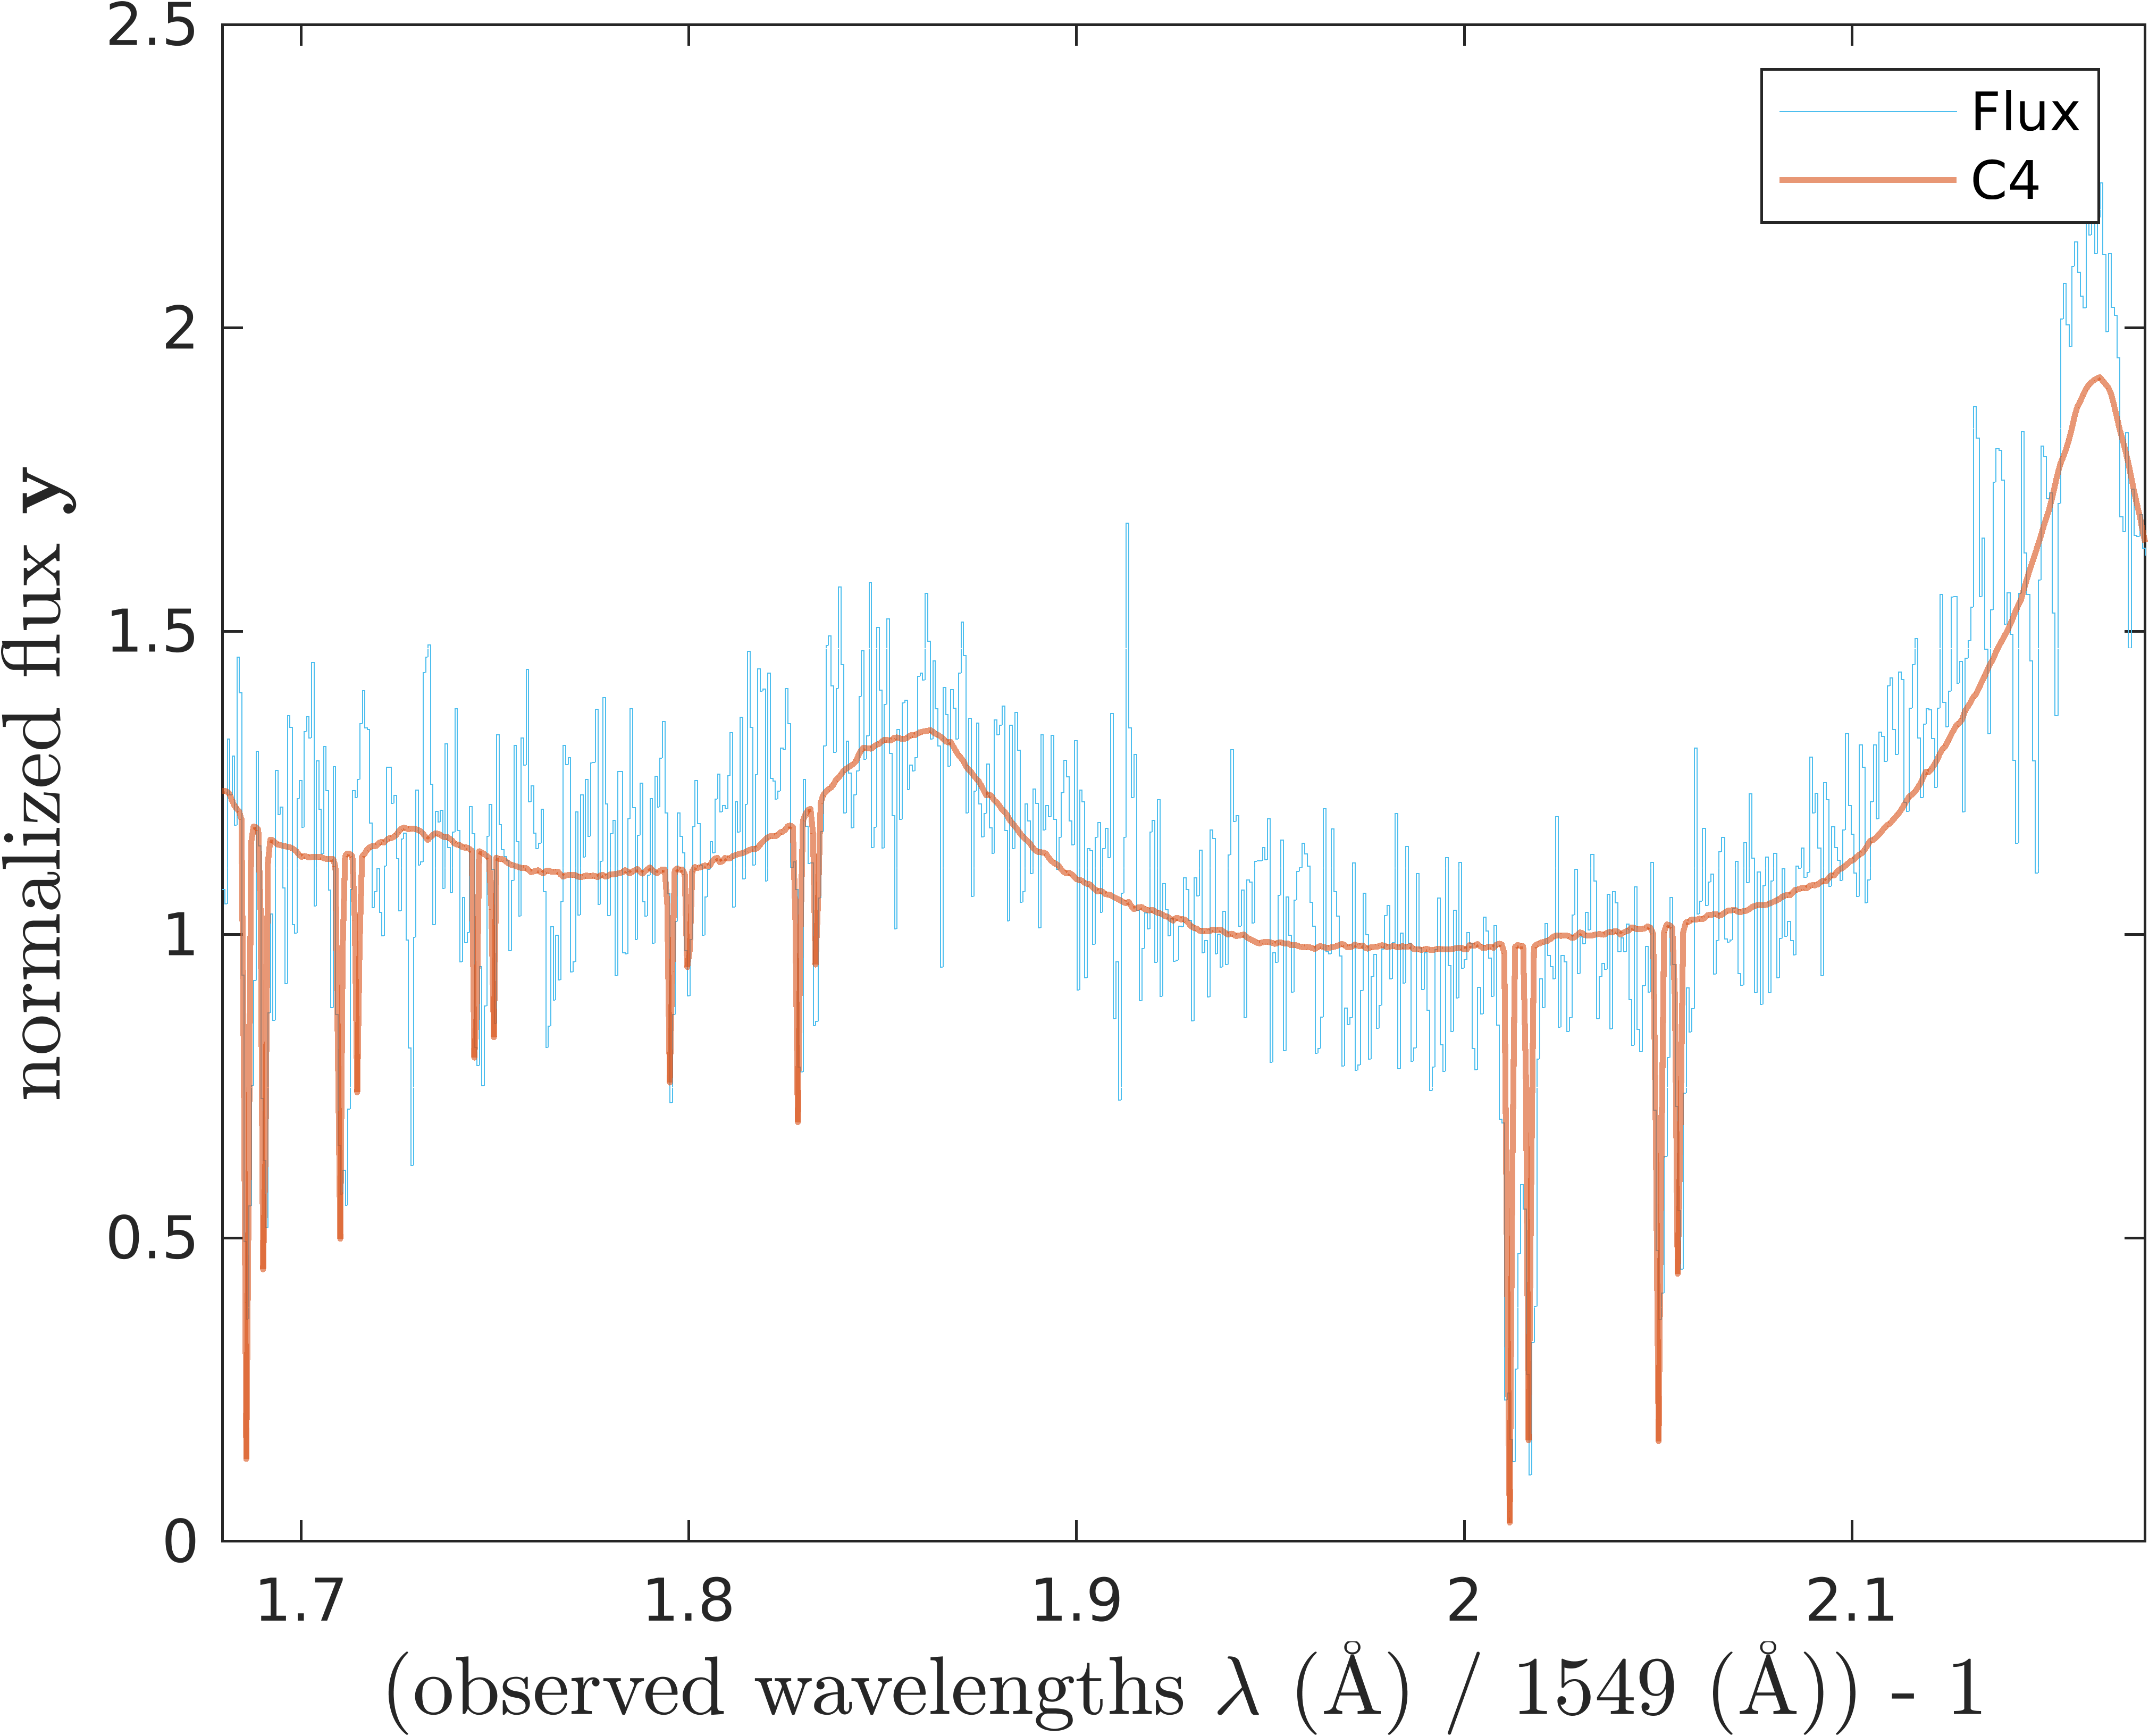 2.5
2
1.5
1
0.5
0
normalized flux y
Flux
C4
1.7 1.8 1.9 2 2.1
(observed wavelengths λ (Å) / 1549 (Å)) - 1